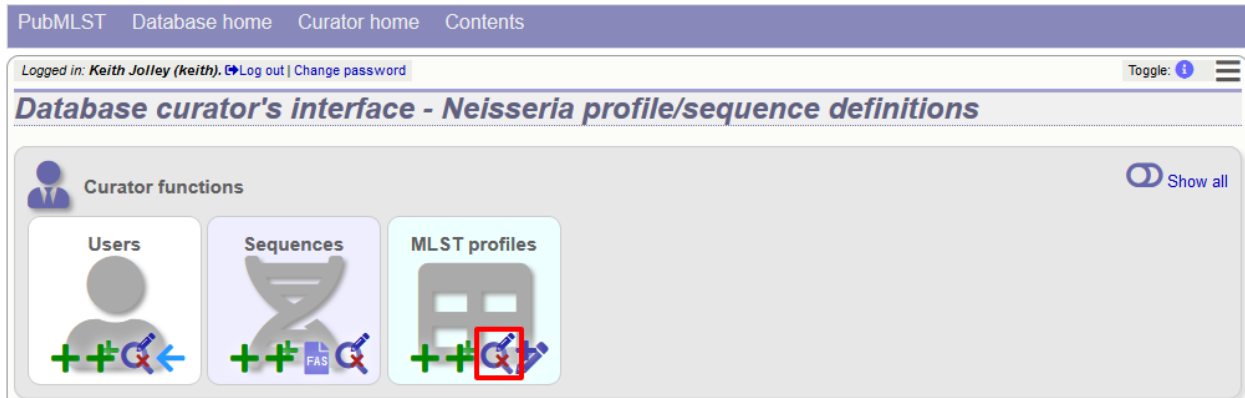 PubMLST Database home Curator home Contents
Logged in: Keith Jolley (keith). Log out | Change password Toggle: i
Database curator's interface - Neisseria profile/sequence definitions
Curator functions Show all
Users Sequences MLST profiles
FAS